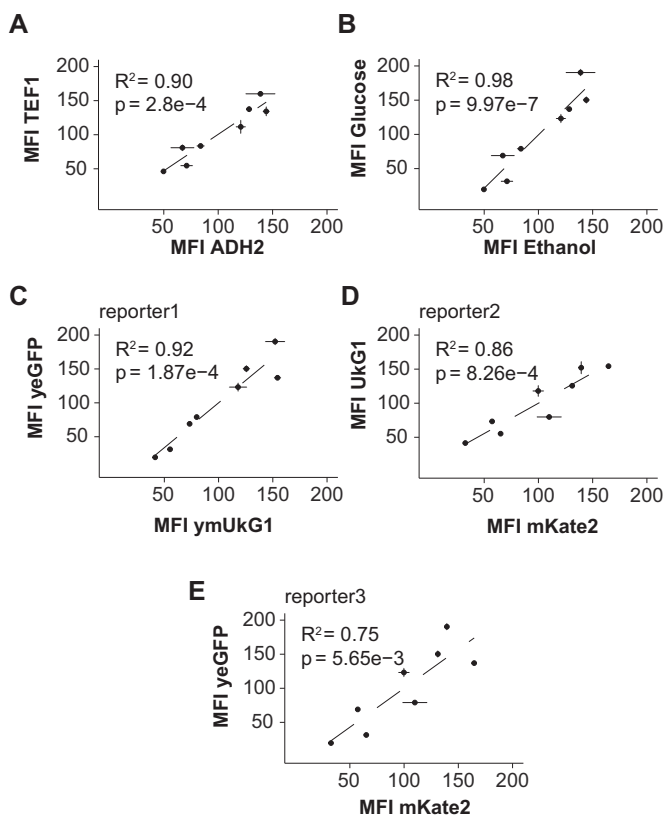 A
B
MFI TEF1
200
150
100
50
R² = 0.90
p = 2.8e−4
50 100 150 200
MFI ADH2
MFI Glucose
200
150
100
50
R² = 0.98
p = 9.97e−7
50 100 150 200
MFI Ethanol
C
reporter1
D
reporter2
MFI yeGFP
200
150
100
50
R² = 0.92
p = 1.87e−4
50 100 150 200
MFI ymUkG1
MFI UkG1
200
150
100
50
R² = 0.86
p = 8.26e−4
50 100 150 200
MFI mKate2
E
reporter3
MFI yeGFP
200
150
100
50
R² = 0.75
p = 5.65e−3
50 100 150 200
MFI mKate2